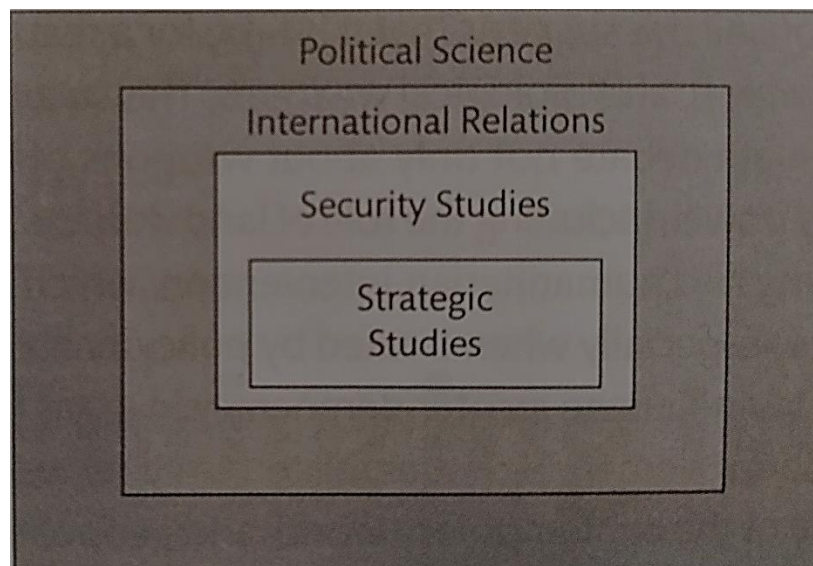 Political Science
International Relations
Security Studies
Strategic
Studies